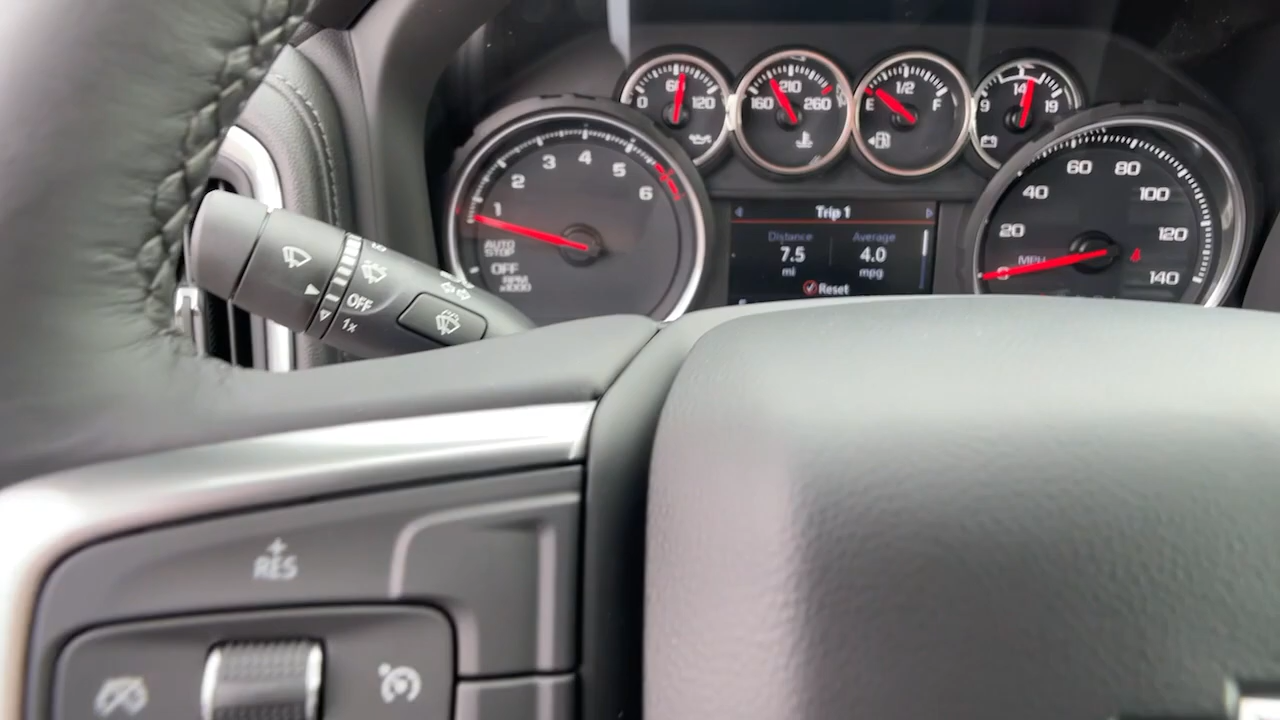 0 60 120
160 210 260
E 1/2 F
9 14 19
1 2 3 4 5 6
AUTO
STOP
OFF
RPM
x1000
Trip 1
Distance Average
7.5 4.0
mi mpg
Reset
0 20 40 60 80 100 120 140
MPH
OFF
1x
+
RES